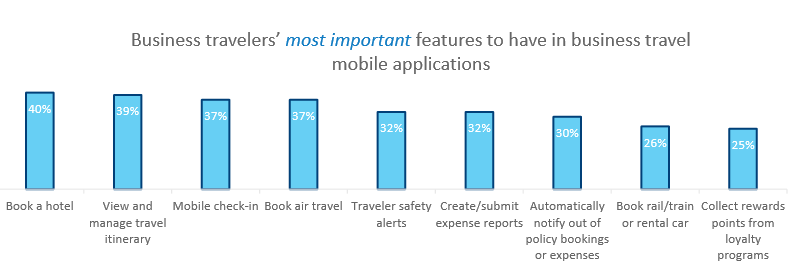 Business travelers’ most important features to have in business travel
mobile applications
40%
39%
37%
37%
32%
32%
30%
26%
25%
Book a hotel
View and
manage travel
itinerary
Mobile check-in
Book air travel
Traveler safety
alerts
Create/submit
expense reports
Automatically
notify out of
policy bookings
or expenses
Book rail/train
or rental car
Collect rewards
points from
loyalty
programs